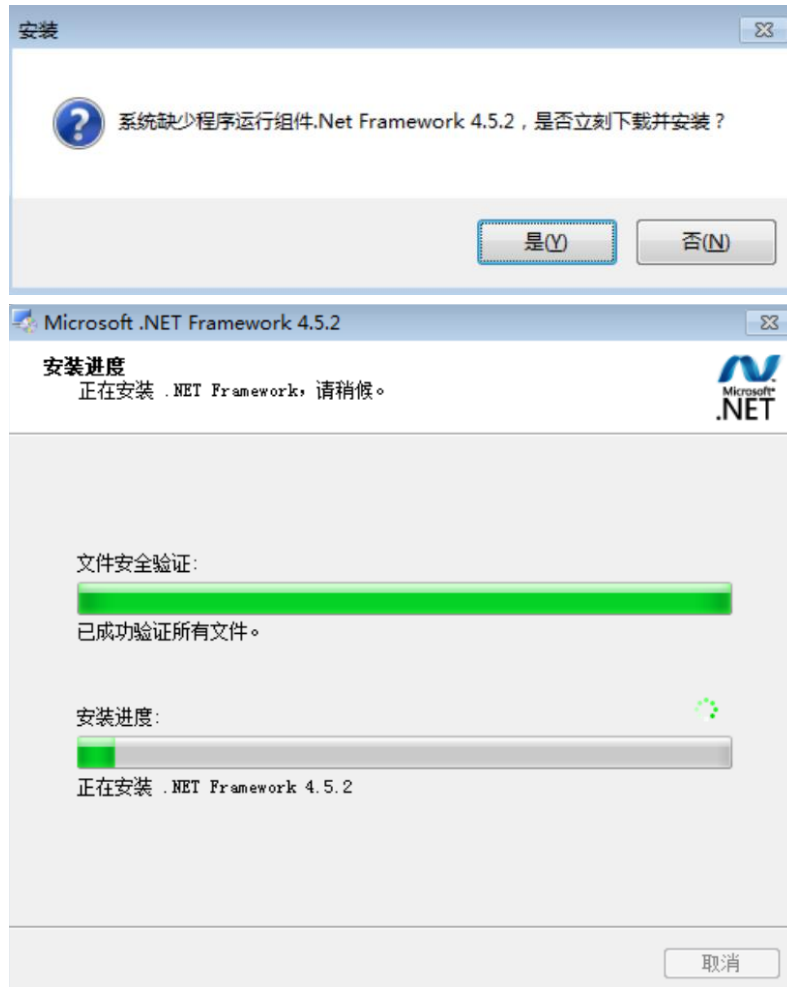 安装
系统缺少程序运行组件.Net Framework 4.5.2，是否立刻下载并安装？
是(Y)
否(N)
Microsoft .NET Framework 4.5.2
安装进度
正在安装 .NET Framework，请稍候。
Microsoft®
.NET
文件安全验证：
已成功验证所有文件。
安装进度：
正在安装 .NET Framework 4.5.2
取消